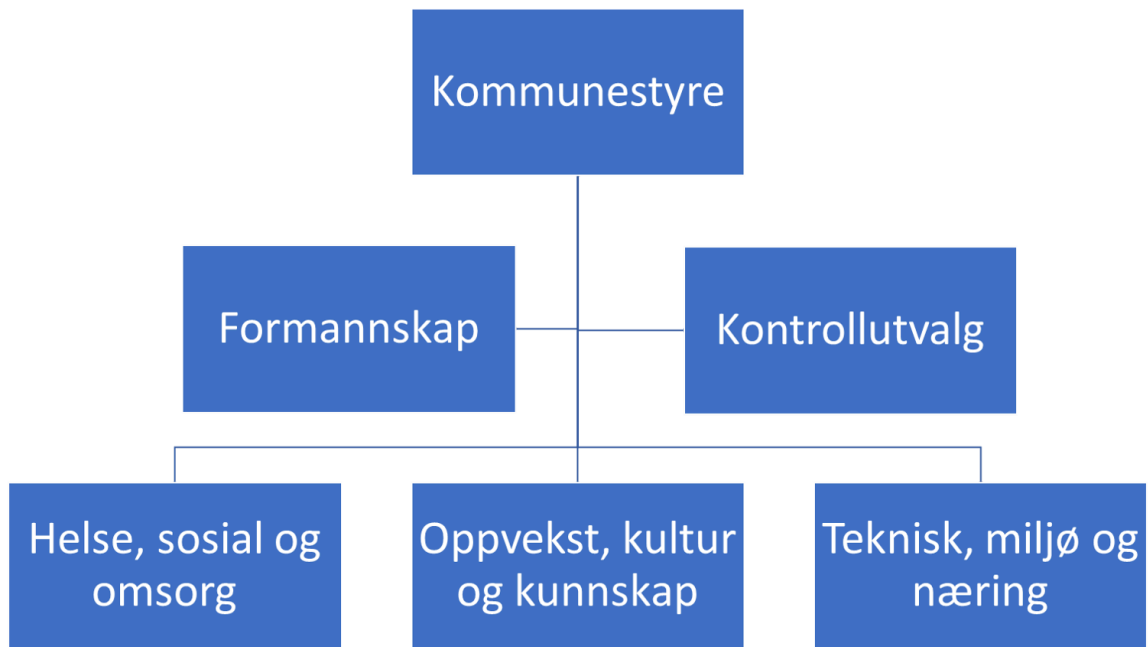 Kommunestyre
Formannskap
Kontrollutvalg
Helse, sosial og
omsorg
Oppvekst, kultur
og kunnskap
Teknisk, miljø og
næring